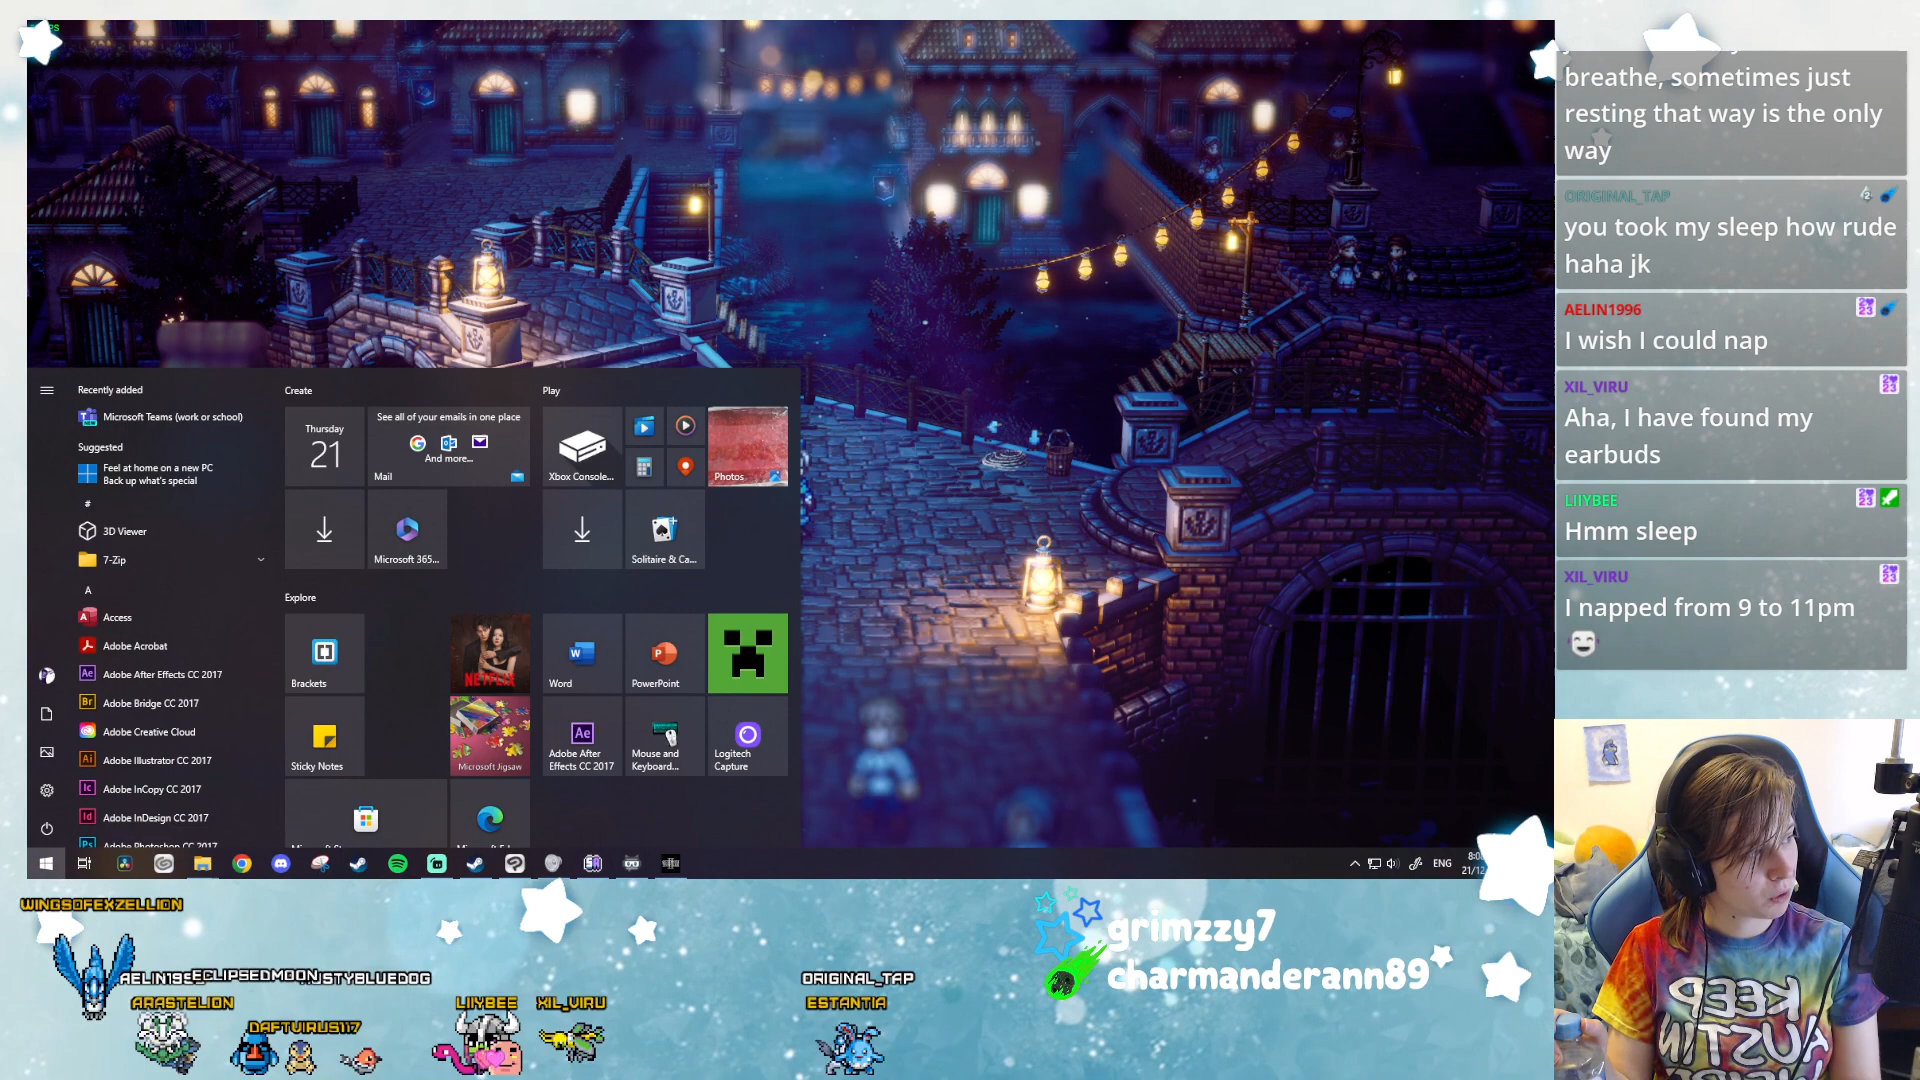 breathe, sometimes just
resting that way is the only
way
ORIGINAL_TAP
you took my sleep how rude
haha jk
AELIN1996
I wish I could nap
XIL_VIRU
Aha, I have found my
earbuds
LIIYBEE
Hmm sleep
XIL_VIRU
I napped from 9 to 11pm
Recently added
Microsoft Teams (work or school)
Suggested
Feel at home on a new PC
Back up what's special
#
3D Viewer
7-Zip
A
Access
Adobe Acrobat
Adobe After Effects CC 2017
Adobe Bridge CC 2017
Adobe Creative Cloud
Adobe Illustrator CC 2017
Adobe InCopy CC 2017
Adobe InDesign CC 2017
Adobe Photoshop CC 2017
Create
Thursday
21
See all of your emails in one place
And more...
Mail
Microsoft 365...
Play
Xbox Console...
Photos
Solitaire & Ca...
Explore
Brackets
NETFLIX
Word
PowerPoint
Sticky Notes
Microsoft Jigsaw
Adobe After
Effects CC 2017
Mouse and
Keyboard...
Logitech
Capture
ENG
WINGSOFEXZELLION
ECLIPSEDMOON
ARASTELION
DAFTVIRUS117
LIIYBEE
XIL_VIRU
ORIGINAL_TAP
ESTANTIA
grimzzy7
charmanderann89
KEEP
AUSTIN